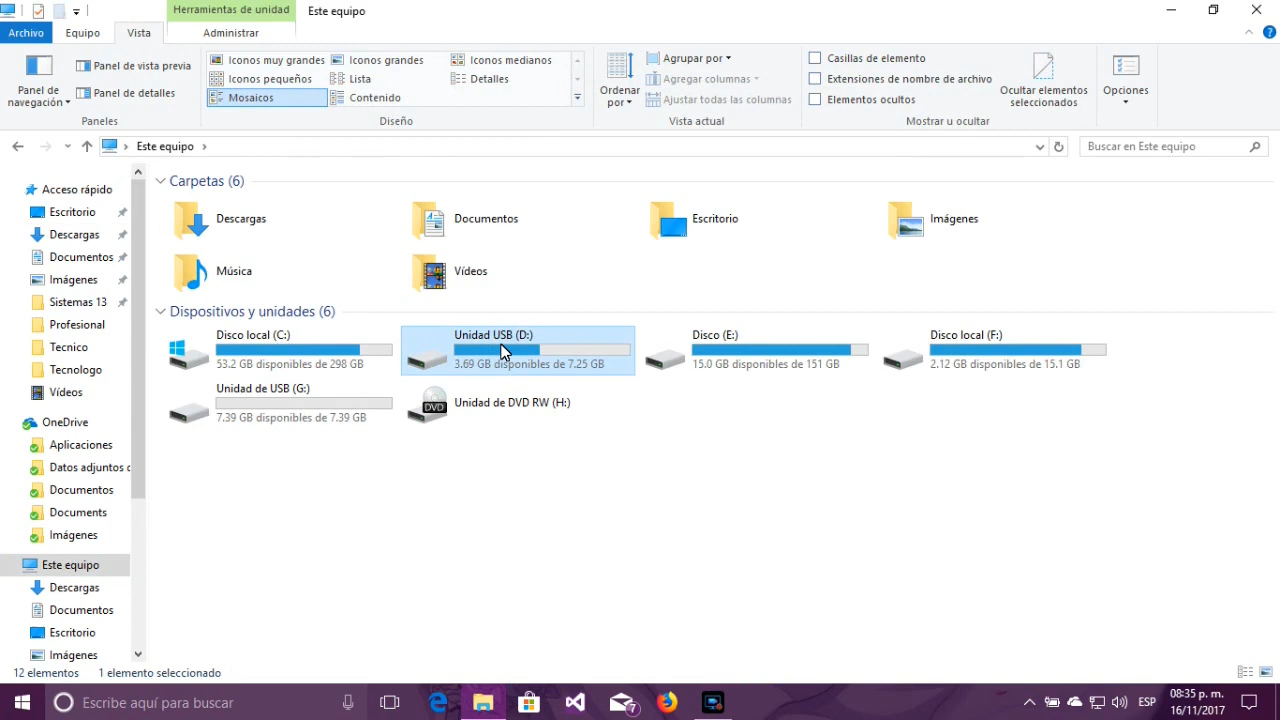 Herramientas de unidad
Este equipo
Archivo
Equipo
Vista
Administrar
Panel de navegación
Panel de vista previa
Panel de detalles
Paneles
Iconos muy grandes
Iconos grandes
Iconos medianos
Iconos pequeños
Lista
Detalles
Mosaicos
Contenido
Diseño
Ordenar por
Agrupar por
Agregar columnas
Ajustar todas las columnas
Vista actual
Casillas de elemento
Extensiones de nombre de archivo
Elementos ocultos
Ocultar elementos seleccionados
Mostrar u ocultar
Opciones
Este equipo
Buscar en Este equipo
Acceso rápido
Escritorio
Descargas
Documentos
Imágenes
Sistemas 13
Profesional
Tecnico
Tecnologo
Vídeos
OneDrive
Aplicaciones
Datos adjuntos d
Documentos
Documents
Imágenes
Este equipo
Descargas
Documentos
Escritorio
Imágenes
Carpetas (6)
Descargas
Documentos
Escritorio
Imágenes
Música
Vídeos
Dispositivos y unidades (6)
Disco local (C:)
53.2 GB disponibles de 298 GB
Unidad USB (D:)
3.69 GB disponibles de 7.25 GB
Disco (E:)
15.0 GB disponibles de 151 GB
Disco local (F:)
2.12 GB disponibles de 15.1 GB
Unidad de USB (G:)
7.39 GB disponibles de 7.39 GB
DVD
Unidad de DVD RW (H:)
12 elementos
1 elemento seleccionado
Escribe aquí para buscar
7
ESP
08:35 p. m.
16/11/2017